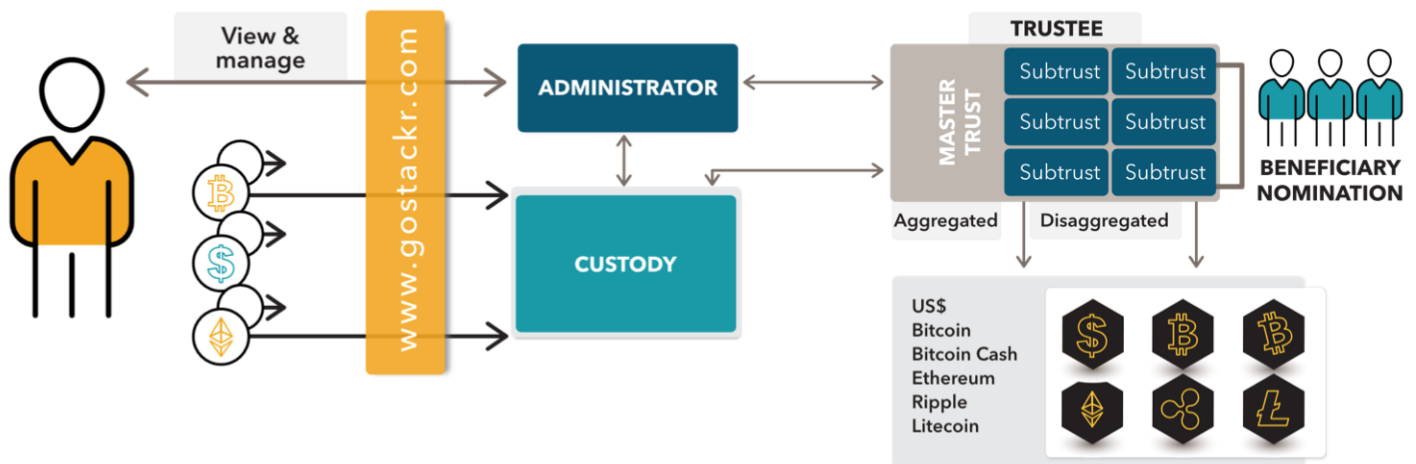 View &
manage
www.gostackr.com
ADMINISTRATOR
CUSTODY
TRUSTEE
MASTER
TRUST
Subtrust Subtrust
Subtrust Subtrust
Subtrust Subtrust
Aggregated
Disaggregated
BENEFICIARY
NOMINATION
US$
Bitcoin
Bitcoin Cash
Ethereum
Ripple
Litecoin